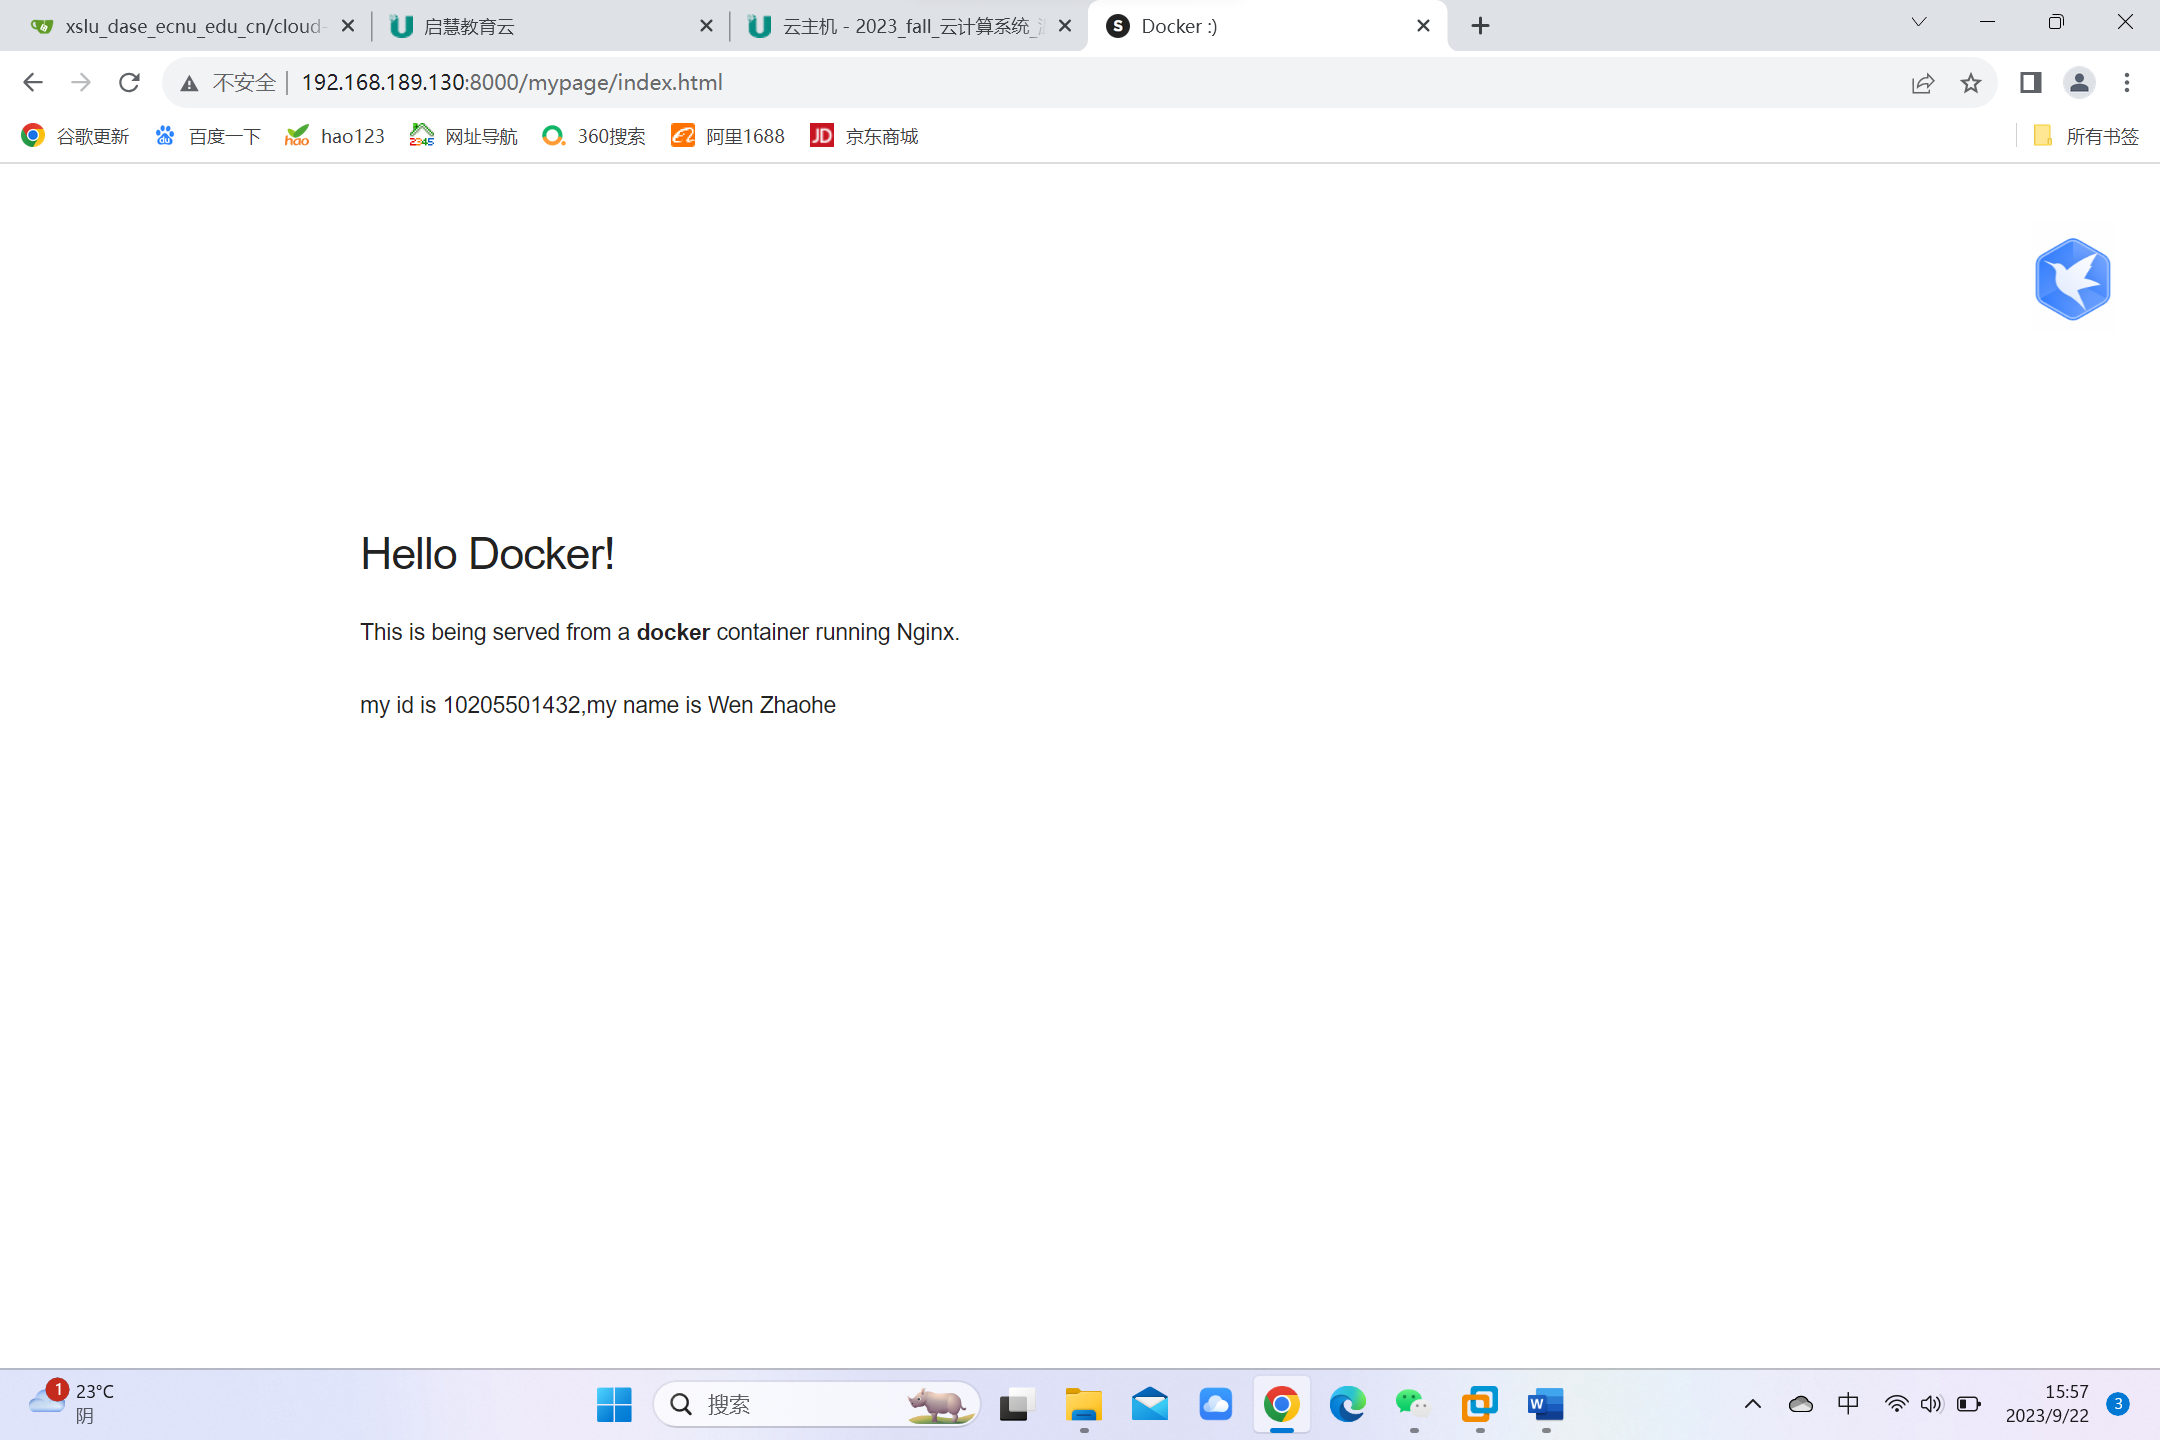 xslu_dase_ecnu_edu_cn/cloud-
启慧教育云
云主机 - 2023_fall_云计算系统_
Docker :)
不安全
192.168.189.130:8000/mypage/index.html
谷歌更新
百度一下
hao123
网址导航
360搜索
阿里1688
京东商城
所有书签
Hello Docker!
This is being served from a docker container running Nginx.
my id is 10205501432,my name is Wen Zhaohe
1
23°C
阴
搜索
中
15:57
2023/9/22
3